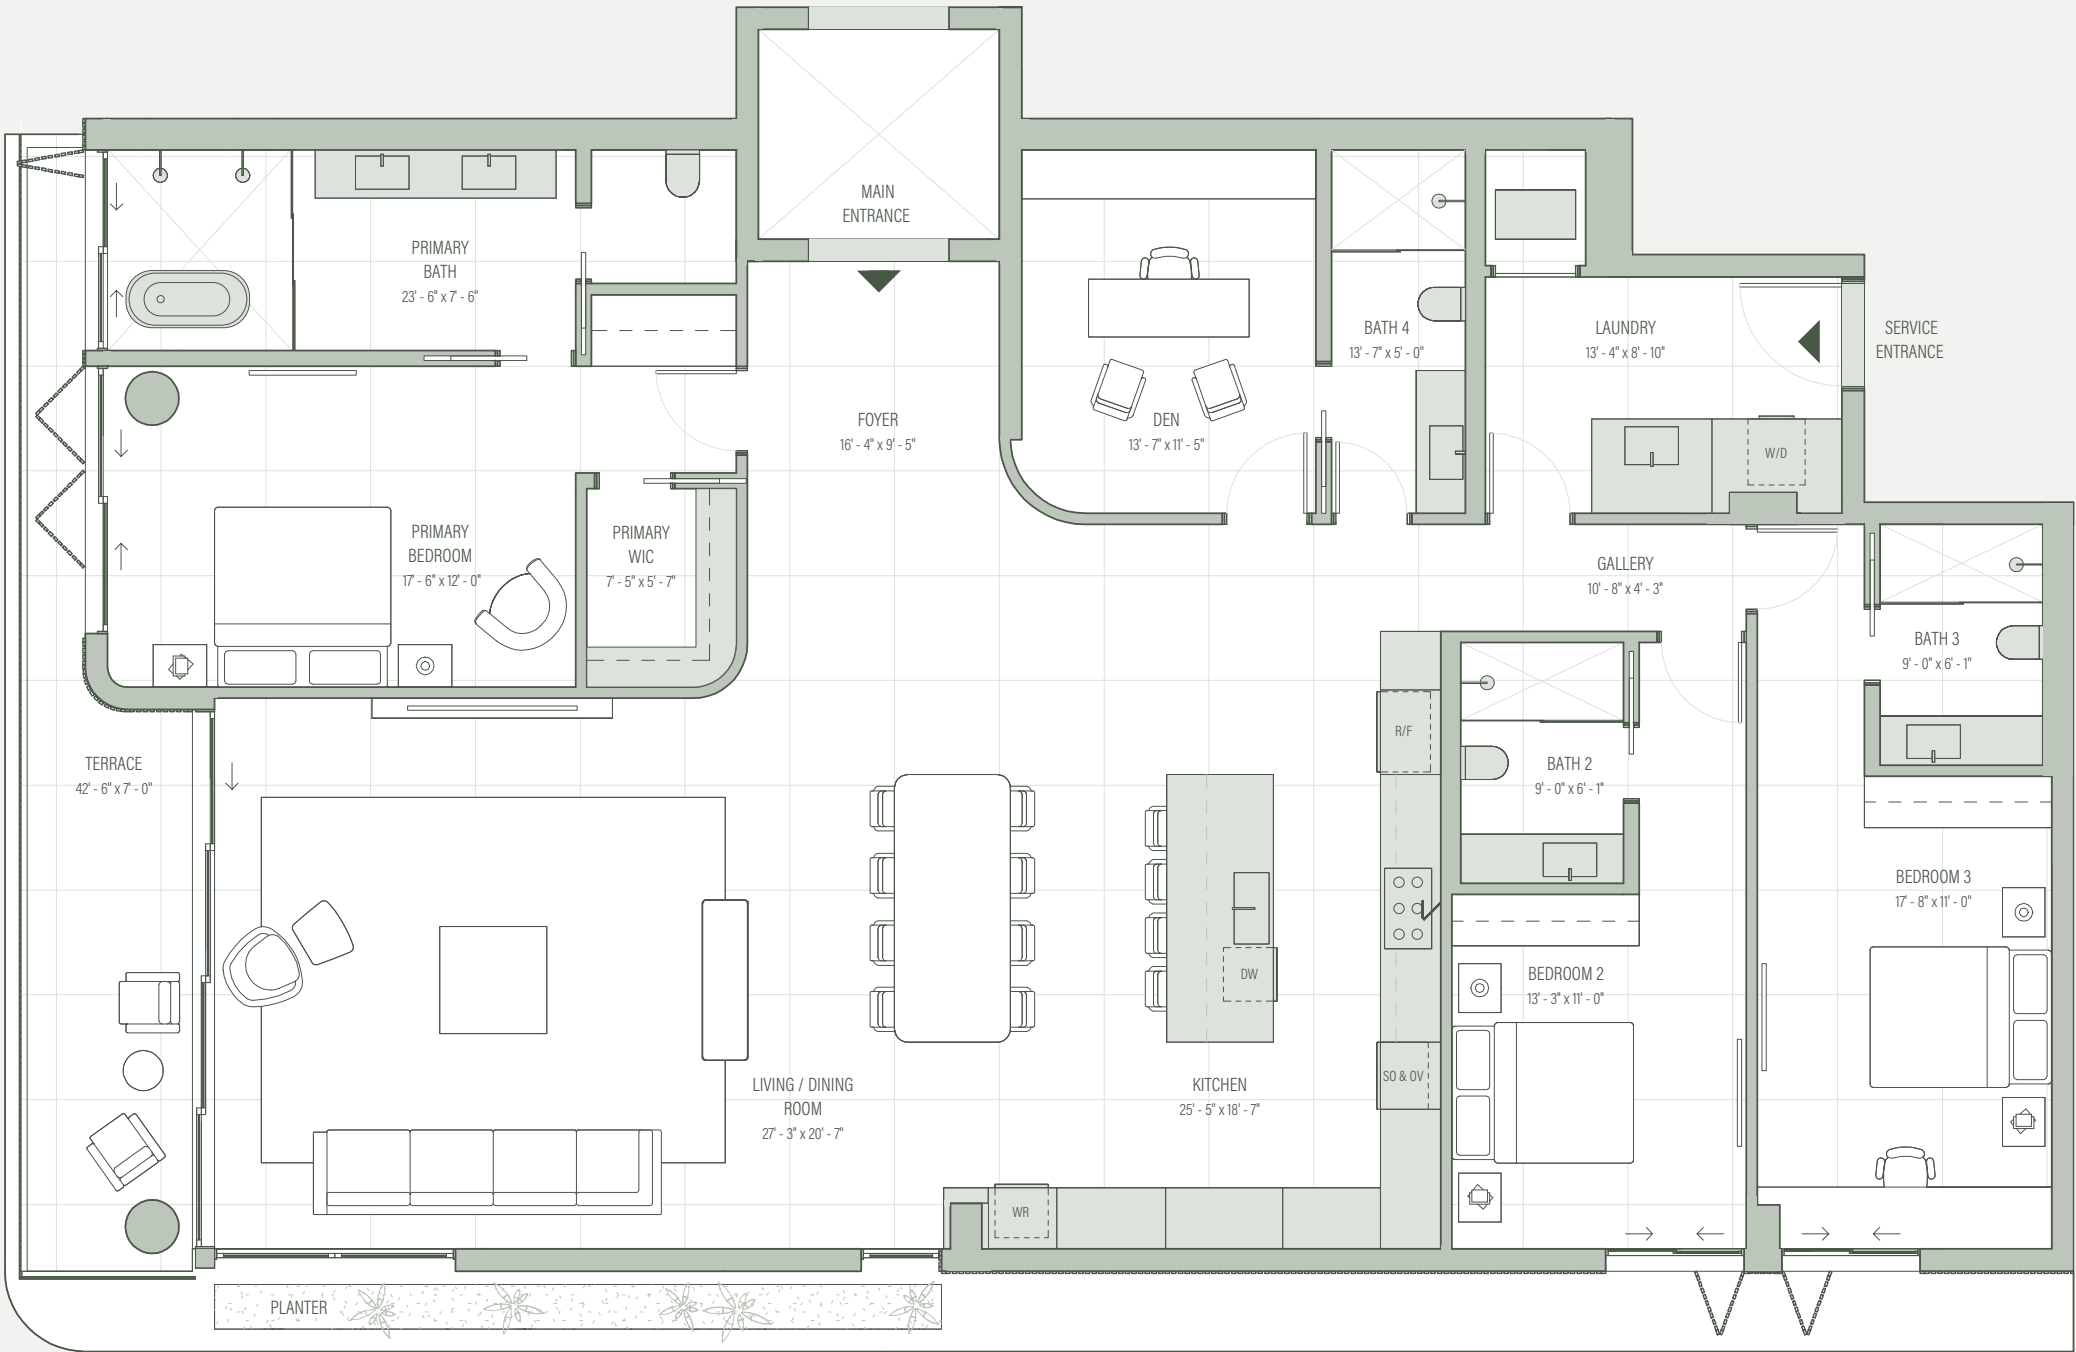 MAIN
ENTRANCE
PRIMARY
BATH
23' - 6" x 7' - 6"
BATH 4
13' - 7" x 5' - 0"
LAUNDRY
13' - 4" x 8' - 10"
SERVICE
ENTRANCE
FOYER
16' - 4" x 9' - 5"
DEN
13' - 7" x 11' - 5"
W/D
PRIMARY
BEDROOM
17' - 6" x 12' - 0"
PRIMARY
WIC
7' - 5" x 5' - 7"
GALLERY
10' - 8" x 4' - 3"
BATH 3
9' - 0" x 6' - 1"
R/F
TERRACE
42' - 6" x 7' - 0"
BATH 2
9' - 0" x 6' - 1"
BEDROOM 3
17' - 8" x 11' - 0"
DW
BEDROOM 2
13' - 3" x 11' - 0"
SO & OV
LIVING / DINING
ROOM
27' - 3" x 20' - 7"
KITCHEN
25' - 5" x 18' - 7"
WR
PLANTER